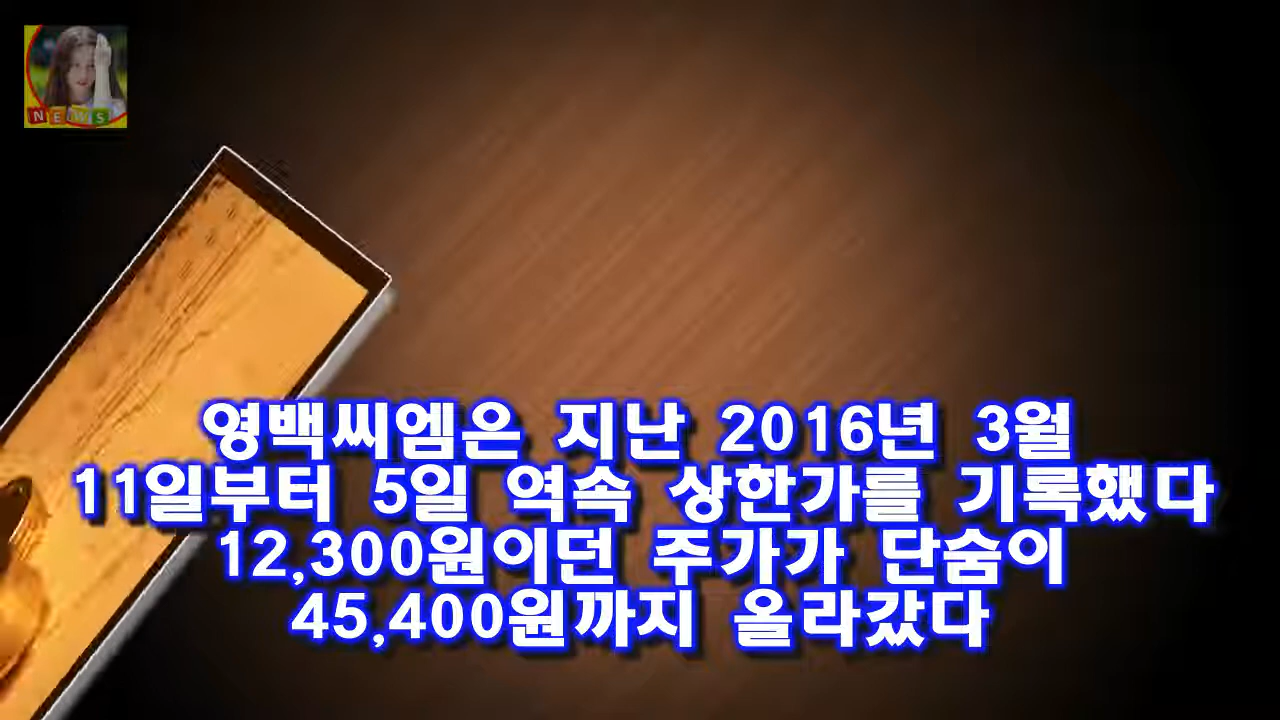 NEWS
영백씨엠은 지난 2016년 3월
11일부터 5일 역속 상한가를 기록했다
12,300원이던 주가가 단숨이
45,400원까지 올라갔다